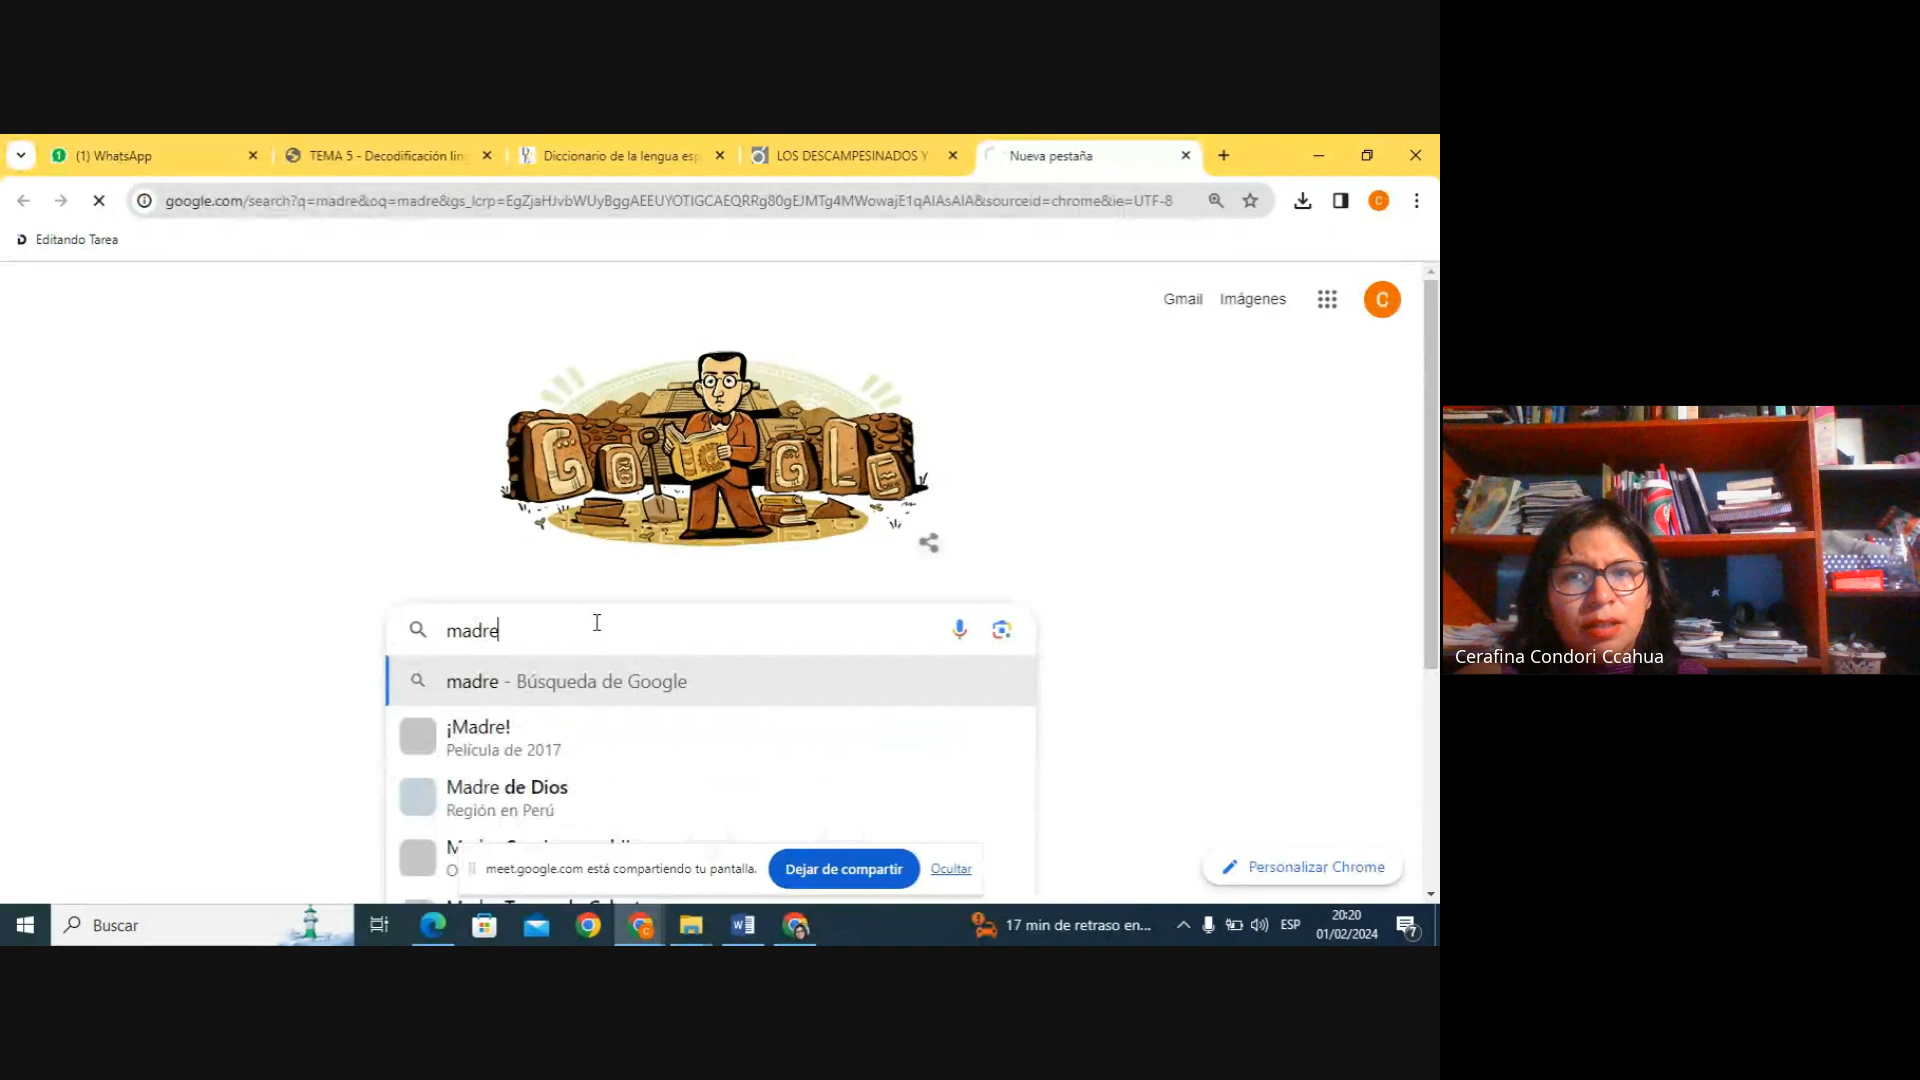 (1) WhatsApp
TEMA 5 - Decodificación lin
Diccionario de la lengua esp
LOS DESCAMPESINADOS Y
Nueva pestaña
google.com/search?q=madre&oq=madre&gs_lcrp=EgZjaHJvbWUyBggAEEUYOTIGCAEQRRg80gEJMTg4MWowajE1qAIAsAIA&sourceid=chrome&ie=UTF-8
Editando Tarea
Gmail Imágenes
C
GOOGLE
madre
madre - Búsqueda de Google
¡Madre!
Película de 2017
Madre de Dios
Región en Perú
meet.google.com está compartiendo tu pantalla.
Dejar de compartir
Ocultar
Personalizar Chrome
Cerafina Condori Ccahua
Buscar
17 min de retraso en...
ESP
20:20
01/02/2024
7